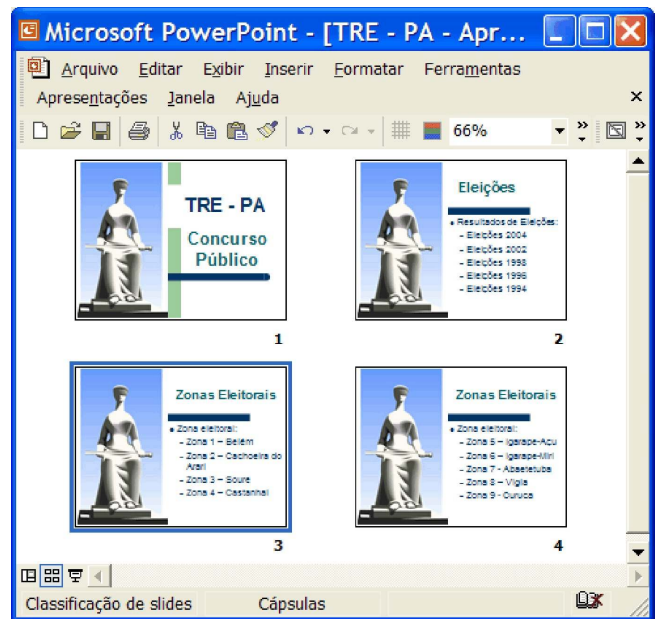 Microsoft PowerPoint - [TRE - PA - Apr...
Arquivo Editar Exibir Inserir Formatar Ferramentas
Apresentações Janela Ajuda
66%
TRE - PA
Concurso
Público
1
Eleições
Resultados de Eleições:
- Eleições 2004
- Eleições 2002
- Eleições 1998
- Eleições 1996
- Eleições 1994
2
Zonas Eleitorais
Zona eleitoral:
- Zona 1 – Belém
- Zona 2 – Cachoeira do
Arari
- Zona 3 – Soure
- Zona 4 – Castanhal
3
Zonas Eleitorais
Zona eleitoral:
- Zona 5 – Igarape-Açu
- Zona 6 – Igarape-Miri
- Zona 7 - Abaetetuba
- Zona 8 – Vigia
- Zona 9 - Curuca
4
Classificação de slides Cápsulas